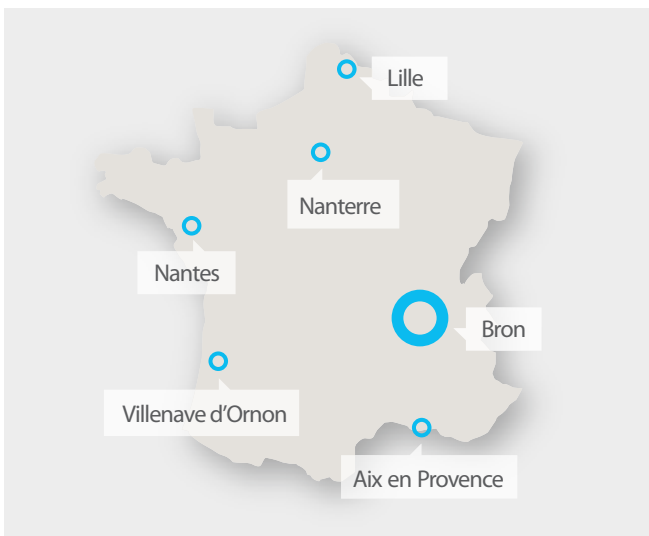 Lille
Nanterre
Nantes
Bron
Villenave d'Ornon
Aix en Provence